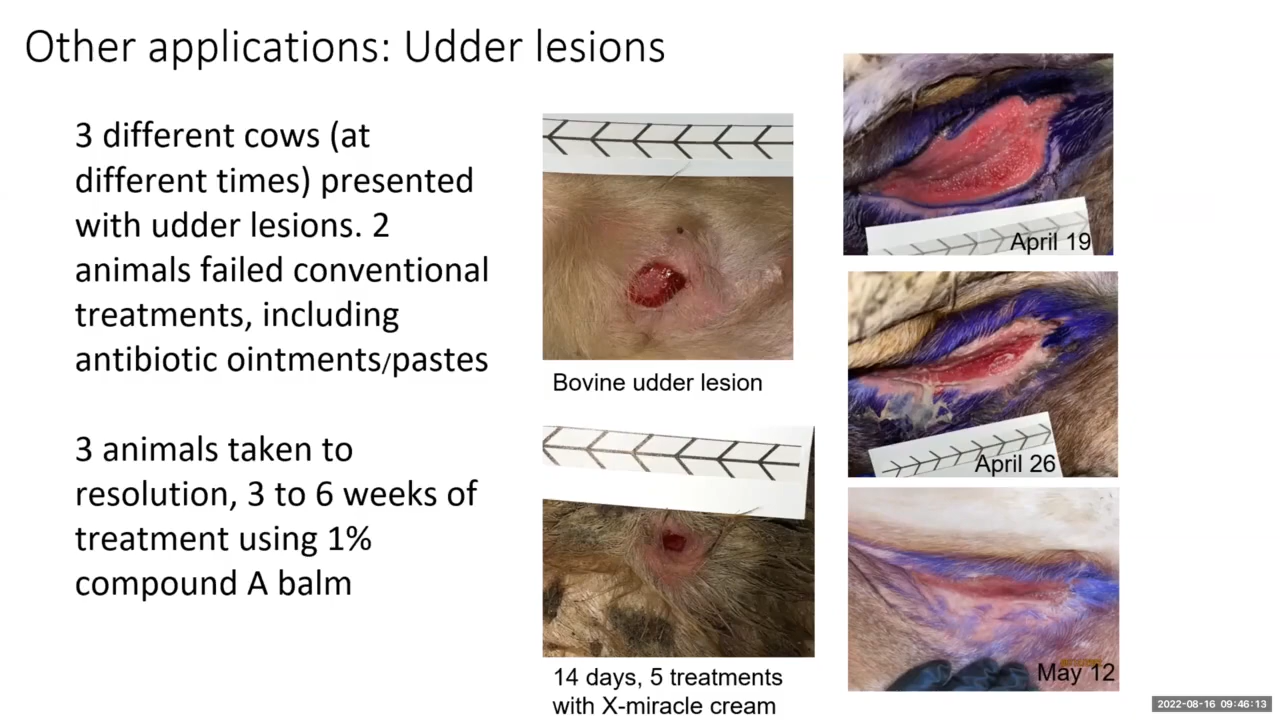 Other applications: Udder lesions
3 different cows (at
different times) presented
with udder lesions. 2
animals failed conventional
treatments, including
antibiotic ointments/pastes
3 animals taken to
resolution, 3 to 6 weeks of
treatment using 1%
compound A balm
Bovine udder lesion
14 days, 5 treatments
with X-miracle cream
April 19
April 26
May 12
2022-08-16 09:46:13